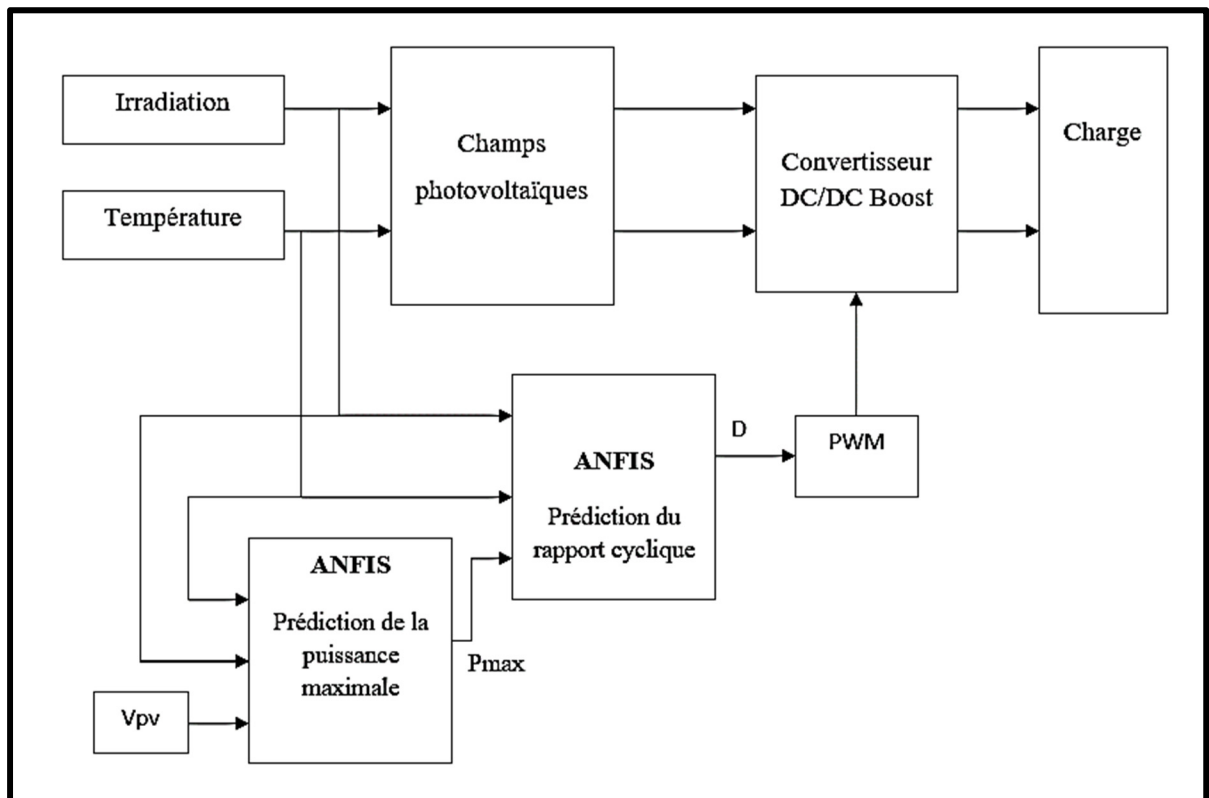 Irradiation
Température
Champs
photovoltaïques
Convertisseur
DC/DC Boost
Charge
ANFIS
Prédiction du
rapport cyclique
D
PWM
ANFIS
Prédiction de la
puissance
maximale
Pmax
Vpv